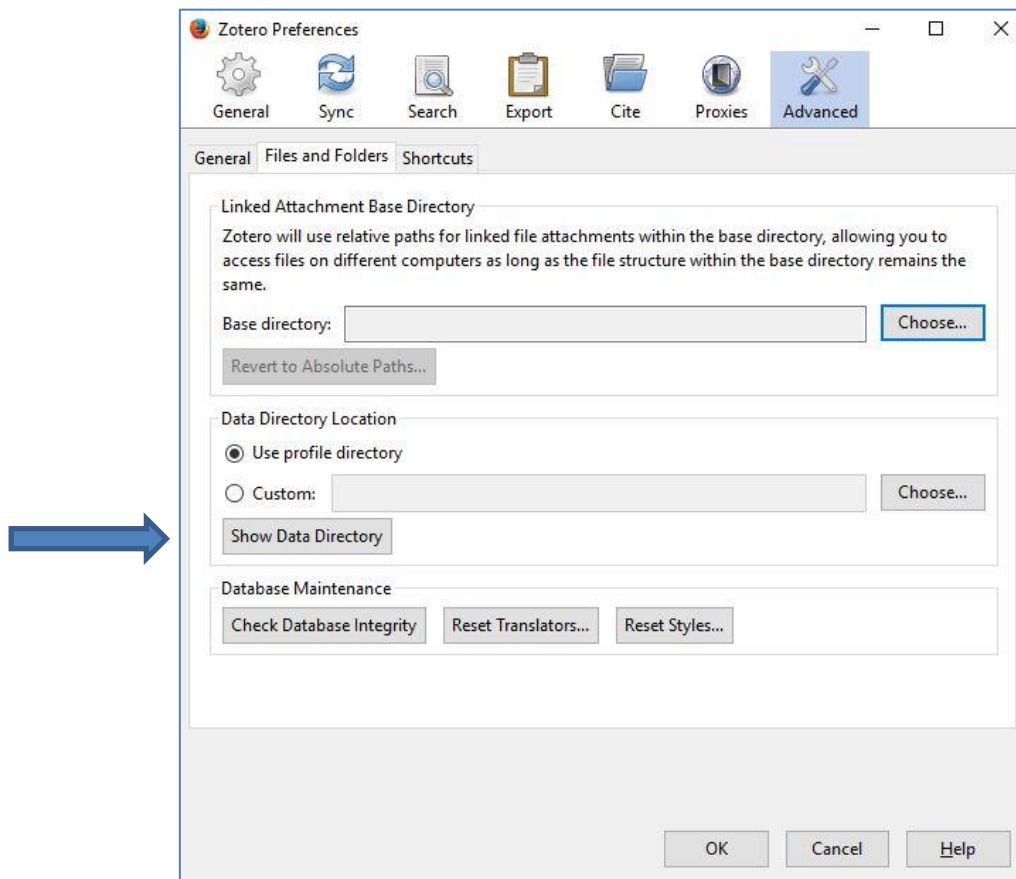 Zotero Preferences
General Sync Search Export Cite Proxies Advanced
General Files and Folders Shortcuts
Linked Attachment Base Directory
Zotero will use relative paths for linked file attachments within the base directory, allowing you to
access files on different computers as long as the file structure within the base directory remains the
same.
Base directory: Choose...
Revert to Absolute Paths...
Data Directory Location
Use profile directory
Custom: Choose...
Show Data Directory
Database Maintenance
Check Database Integrity Reset Translators... Reset Styles...
OK Cancel Help